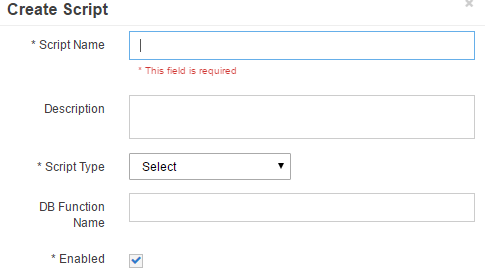 Create Script
* Script Name
* This field is required
Description
* Script Type
Select
DB Function
Name
* Enabled